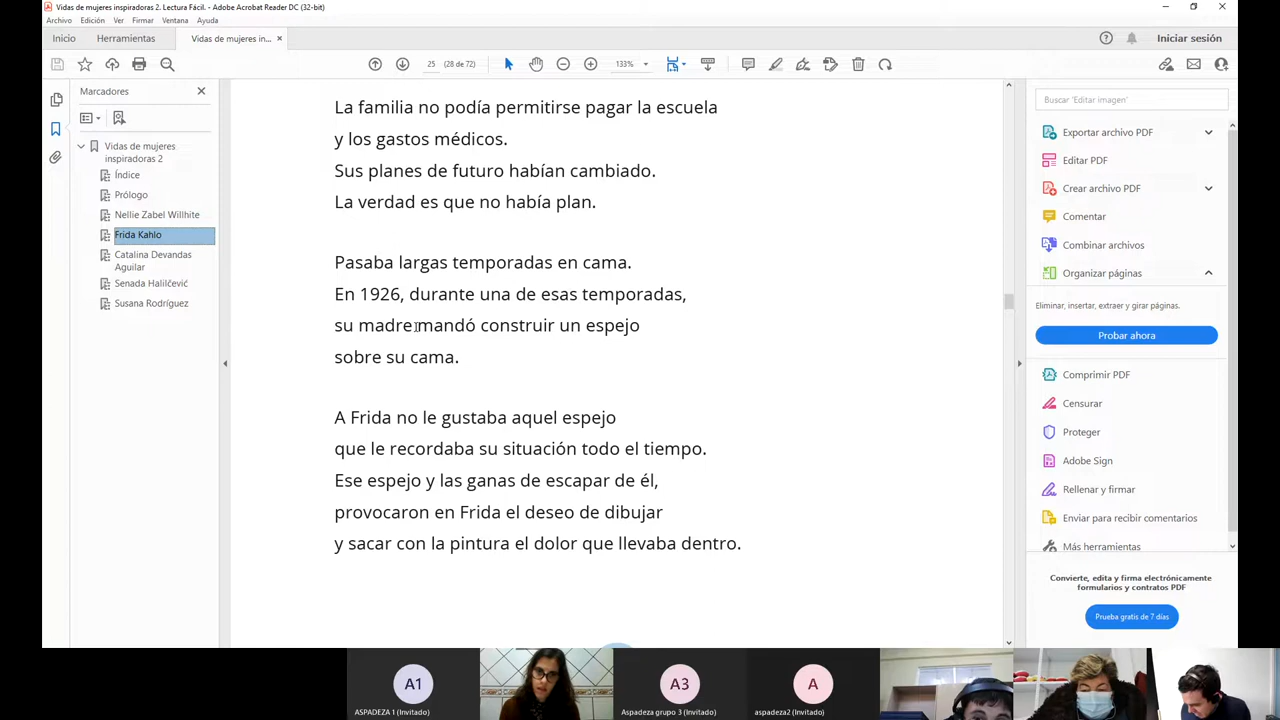 Vidas de mujeres inspiradoras 2. Lectura Fácil. - Adobe Acrobat Reader DC (32-bit)
Archivo Edición Ver Firmar Ventana Ayuda
Inicio Herramientas Vidas de mujeres in... × Iniciar sesión
25 (28 de 72) 133%
Marcadores
Vidas de mujeres
inspiradoras 2
Índice
Prólogo
Nellie Zabel Willhite
Frida Kahlo
Catalina Devandas
Aguilar
Senada Halilčević
Susana Rodríguez
La familia no podía permitirse pagar la escuela
y los gastos médicos.
Sus planes de futuro habían cambiado.
La verdad es que no había plan.
Pasaba largas temporadas en cama.
En 1926, durante una de esas temporadas,
su madre mandó construir un espejo
sobre su cama.
A Frida no le gustaba aquel espejo
que le recordaba su situación todo el tiempo.
Ese espejo y las ganas de escapar de él,
provocaron en Frida el deseo de dibujar
y sacar con la pintura el dolor que llevaba dentro.
Buscar 'Editar imagen'
Exportar archivo PDF
Editar PDF
Crear archivo PDF
Comentar
Combinar archivos
Organizar páginas
Eliminar, insertar, extraer y girar páginas.
Probar ahora
Comprimir PDF
Censurar
Proteger
Adobe Sign
Rellenar y firmar
Enviar para recibir comentarios
Más herramientas
Convierte, edita y firma electrónicamente
formularios y contratos PDF
Prueba gratis de 7 días
A1
ASPADEZA 1 (Invitado)
A3
Aspadeza grupo 3 (Invitado)
A
aspadeza2 (Invitado)